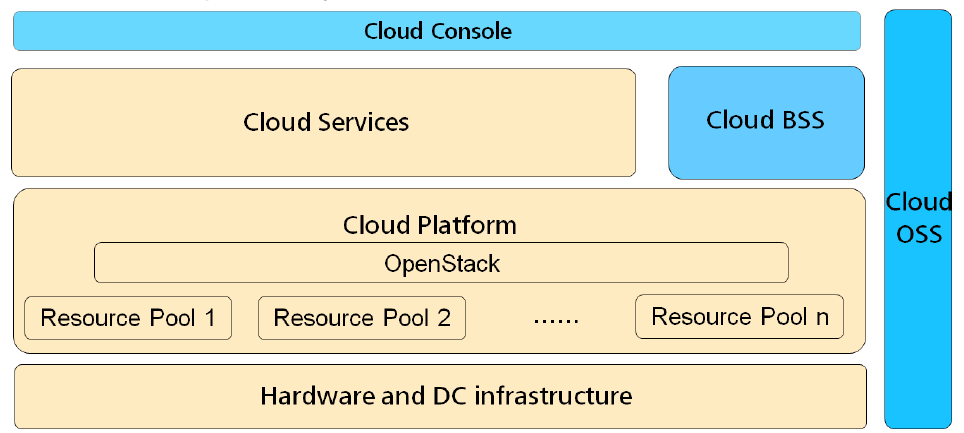 Cloud Console
Cloud Services
Cloud BSS
Cloud
OSS
Cloud Platform
OpenStack
Resource Pool 1
Resource Pool 2
......
Resource Pool n
Hardware and DC infrastructure